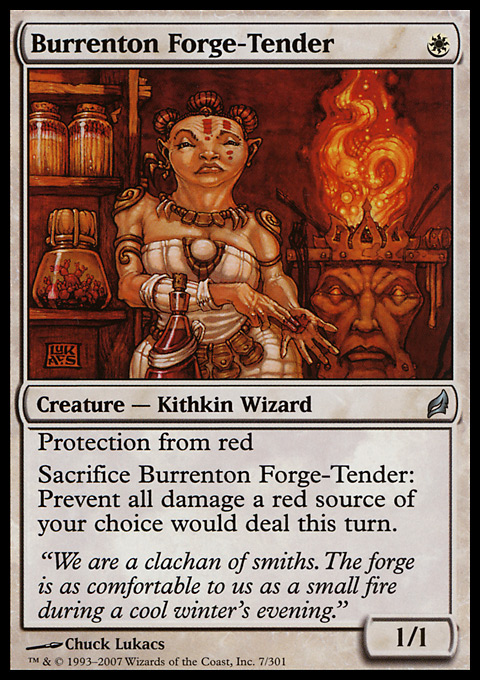 Burrenton Forge-Tender
LUK
AƎS
Creature — Kithkin Wizard
Protection from red
Sacrifice Burrenton Forge-Tender:
Prevent all damage a red source of
your choice would deal this turn.
“We are a clachan of smiths. The forge
is as comfortable to us as a small fire
during a cool winter’s evening.”
Chuck Lukacs
1/1
™ & © 1993–2007 Wizards of the Coast, Inc. 7/301